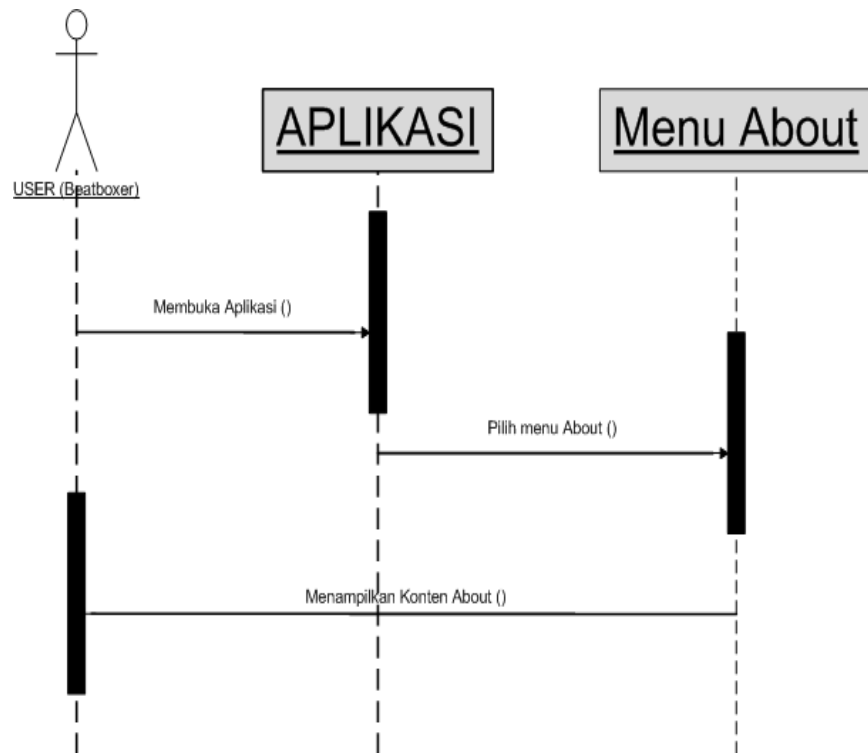 APLIKASI
Menu About
USER (Beatboxer)
Membuka Aplikasi ()
Pilih menu About ()
Menampilkan Konten About ()